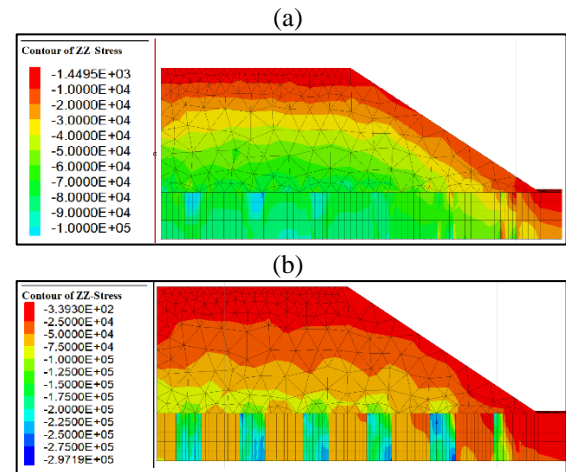 (a)
Contour of ZZ-Stress
-1.4495E+03
-1.0000E+04
-2.0000E+04
-3.0000E+04
-4.0000E+04
-5.0000E+04
-6.0000E+04
-7.0000E+04
-8.0000E+04
-9.0000E+04
-1.0000E+05
(b)
Contour of ZZ-Stress
-3.3930E+02
-2.5000E+04
-5.0000E+04
-7.5000E+04
-1.0000E+05
-1.2500E+05
-1.5000E+05
-1.7500E+05
-2.0000E+05
-2.2500E+05
-2.5000E+05
-2.7500E+05
-2.9719E+05